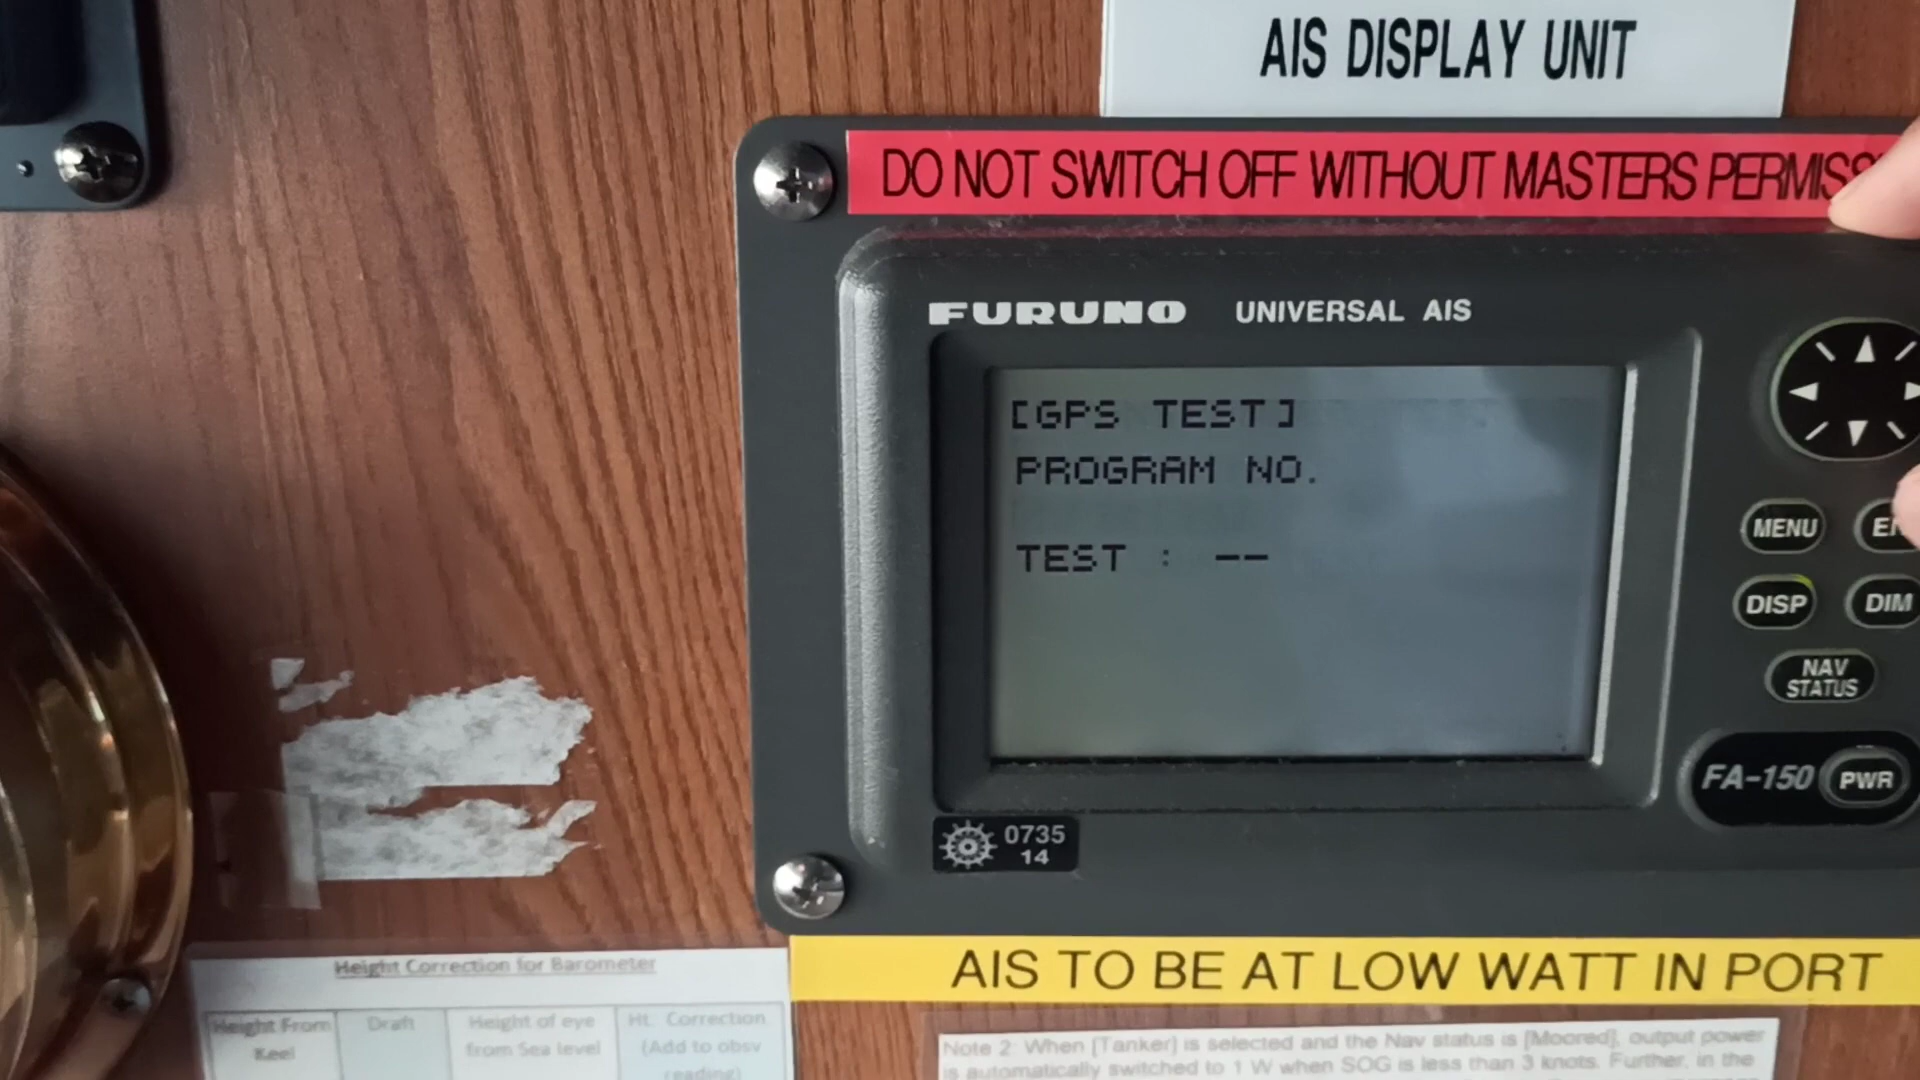 AIS DISPLAY UNIT
DO NOT SWITCH OFF WITHOUT MASTERS
FURUNO UNIVERSAL AIS
[GPS TEST]
PROGRAM NO.
TEST : --
MENU
DISP DIM
NAV
STATUS
FA-150 PWR
0735
14
AIS TO BE AT LOW WATT IN PORT
Height Correction for Barometer
Height From
Keel
Draft
Height of eye
from Sea level
Ht. Correction
(Add to obsv
reading)
Note 2: When [Tanker] is selected and the Nav status is [Moored], output power
is automatically switched to 1 W when SOG is less than 3 knots. Further, in the